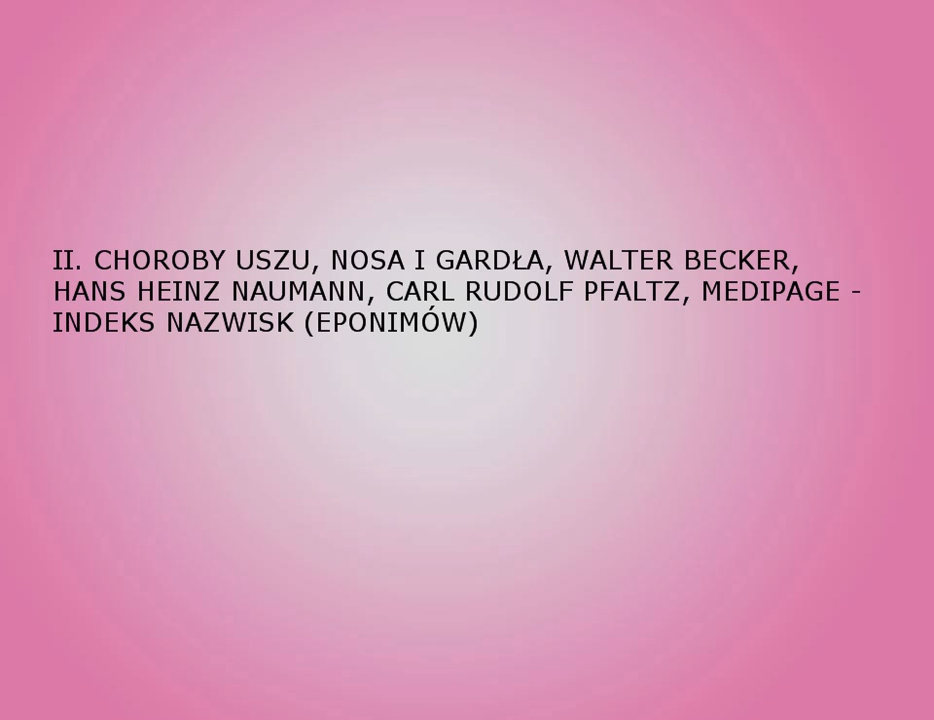 II. CHOROBY USZU, NOSA I GARDŁA, WALTER BECKER,
HANS HEINZ NAUMANN, CARL RUDOLF PFALTZ, MEDIPAGE -
INDEKS NAZWISK (EPONIMÓW)